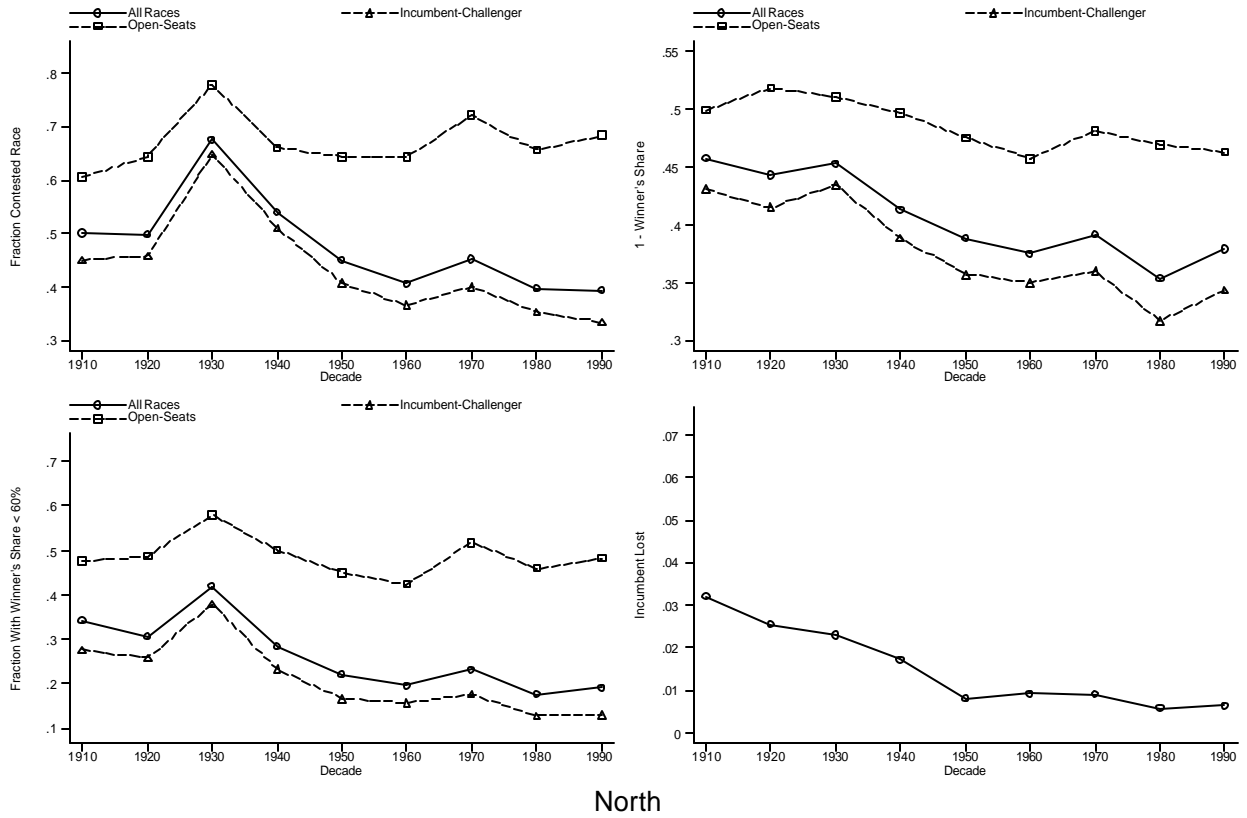 All Races Incumbent-Challenger
Open-Seats
Fraction Contested Race
.8
.7
.6
.5
.4
.3
1910 1920 1930 1940 1950 1960 1970 1980 1990
Decade
All Races Incumbent-Challenger
Open-Seats
1 - Winner's Share
.55
.5
.45
.4
.35
.3
1910 1920 1930 1940 1950 1960 1970 1980 1990
Decade
All Races Incumbent-Challenger
Open-Seats
Fraction With Winner's Share < 60%
.7
.6
.5
.4
.3
.2
.1
1910 1920 1930 1940 1950 1960 1970 1980 1990
Decade
Incumbent Lost
.07
.06
.05
.04
.03
.02
.01
0
1910 1920 1930 1940 1950 1960 1970 1980 1990
Decade
North